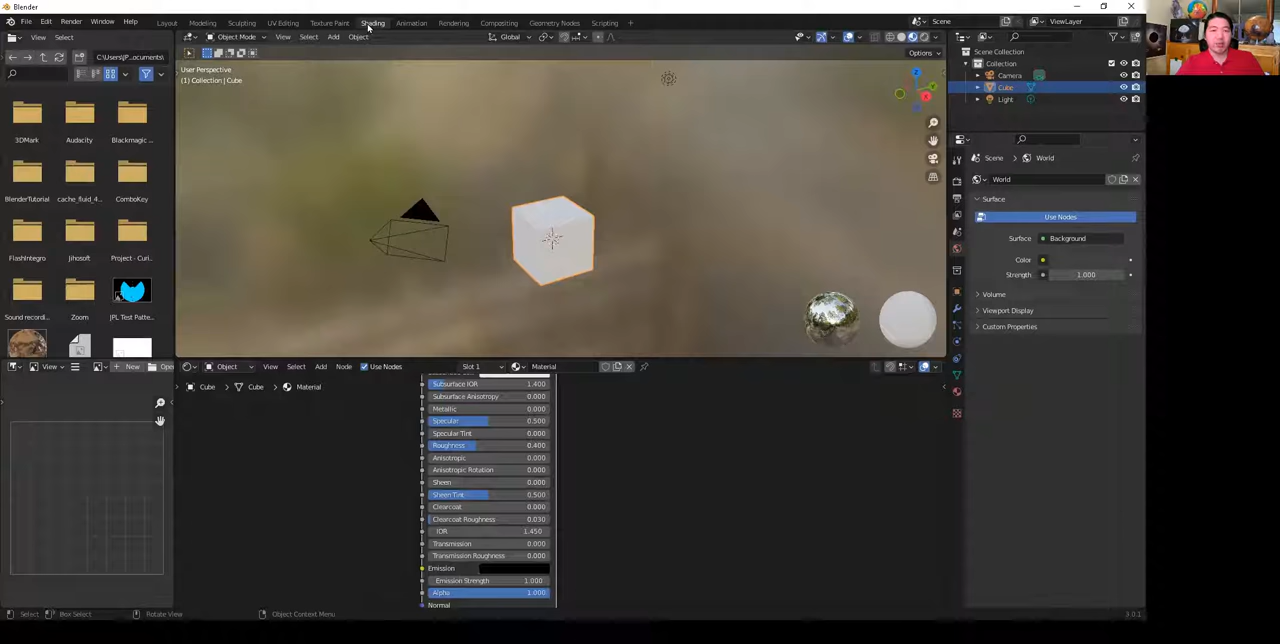 Blender
File Edit Render Window Help
Layout Modeling Sculpting UV Editing Texture Paint Shading Animation Rendering Compositing Geometry Nodes Scripting +
Scene ViewLayer
View Select
Object Mode View Select Add Object Global
C:\Users\JP...ocuments\
Options
User Perspective
(1) Collection | Cube
Scene Collection
Collection
Camera
Cube
Light
3DMark Audacity Blackmagic ...
BlenderTutorial cache_fluid_4... ComboKey
FlashIntegro Jihosoft Project - Curi...
Sound recordi... Zoom JPL Test Patte...
Scene World
World
Surface
Use Nodes
Surface Background
Color
Strength 1.000
Volume
Viewport Display
Custom Properties
View + New Open
Object View Select Add Node Use Nodes Slot 1 Material
Cube Cube Material
Subsurface IOR 1.400
Subsurface Anisotropy 0.000
Metallic 0.000
Specular 0.500
Specular Tint 0.000
Roughness 0.400
Anisotropic 0.000
Anisotropic Rotation 0.000
Sheen 0.000
Sheen Tint 0.500
Clearcoat 0.000
Clearcoat Roughness 0.030
IOR 1.450
Transmission 0.000
Transmission Roughness 0.000
Emission
Emission Strength 1.000
Alpha 1.000
Normal
Select Box Select Rotate View Object Context Menu 3.0.1